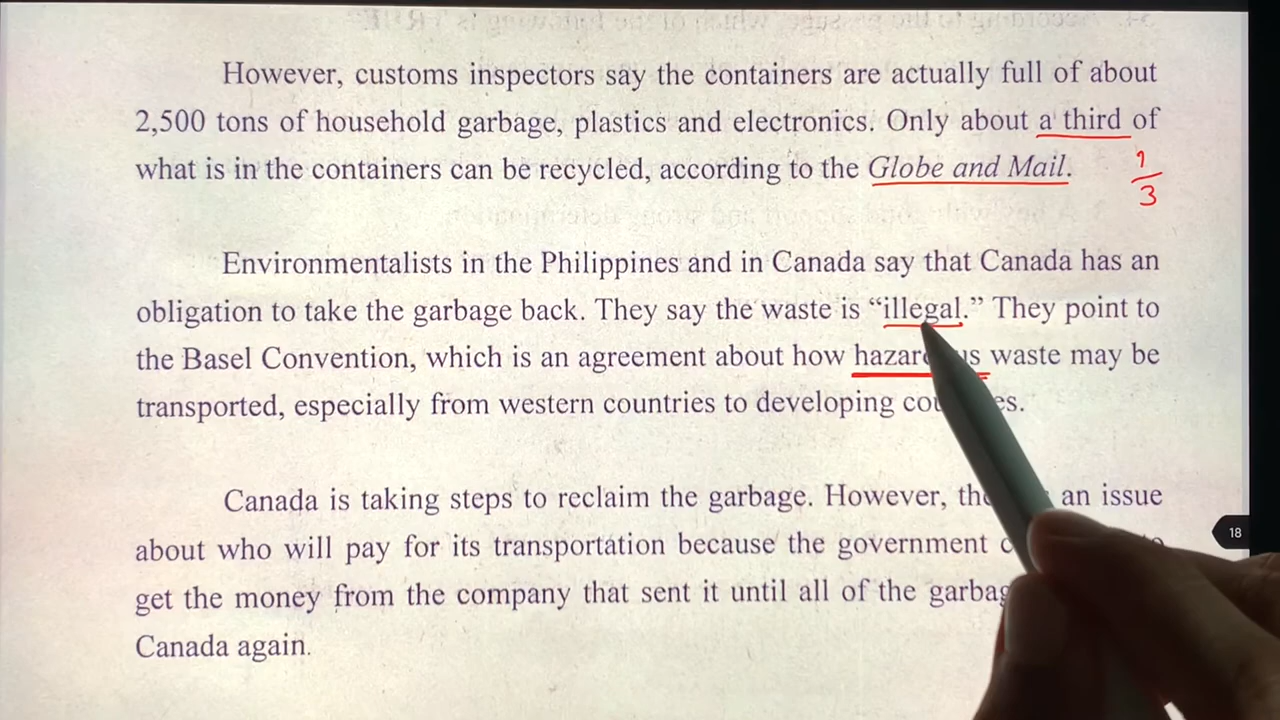 However, customs inspectors say the containers are actually full of about
2,500 tons of household garbage, plastics and electronics. Only about a third of
what is in the containers can be recycled, according to the Globe and Mail.
1
3
Environmentalists in the Philippines and in Canada say that Canada has an
obligation to take the garbage back. They say the waste is “illegal.” They point to
the Basel Convention, which is an agreement about how waste may be
transported, especially from western countries to developing
Canada is taking steps to reclaim the garbage. However, an issue
18
about who will pay for its transportation because the government
get the money from the company that sent it until all of the
Canada again.